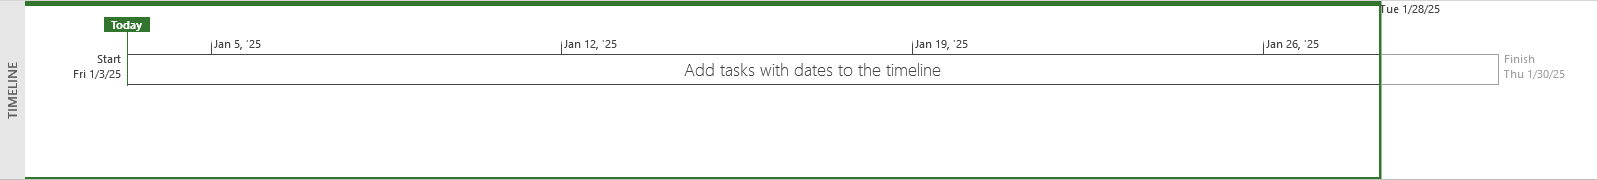 TIMELINE
Today
Tue 1/28/25
Jan 5, '25
Jan 12, '25
Jan 19, '25
Jan 26, '25
Start
Fri 1/3/25
Add tasks with dates to the timeline
Finish
Thu 1/30/25